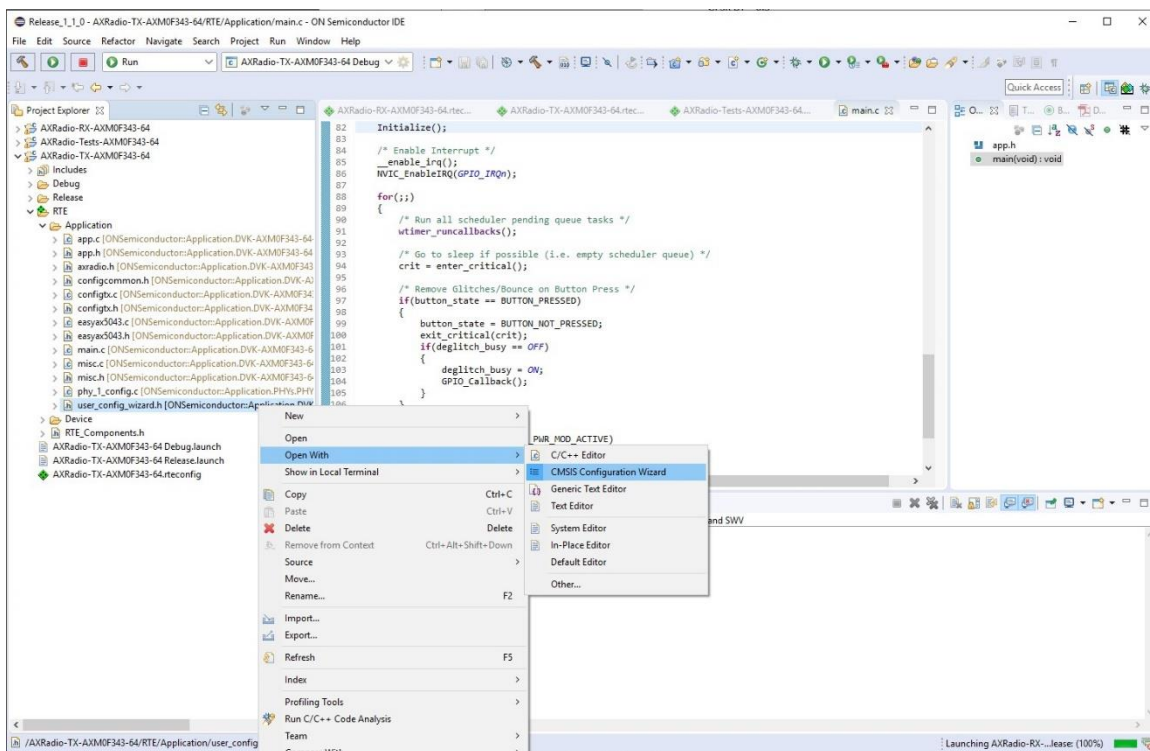 Release_1_1_0 - AXRadio-TX-AXM0F343-64/RTE/Application/main.c - ON Semiconductor IDE
File Edit Source Refactor Navigate Search Project Run Window Help
Run
AXRadio-TX-AXM0F343-64 Debug
Quick Access
Project Explorer
AXRadio-RX-AXM0F343-64
AXRadio-Tests-AXM0F343-64
AXRadio-TX-AXM0F343-64
Includes
Debug
Release
RTE
Application
app.c [ONSemiconductor::Application.DVK-AXM0F343-64-
app.h [ONSemiconductor::Application.DVK-AXM0F343-64
axradio.h [ONSemiconductor::Application.DVK-AXM0F343
configcommon.h [ONSemiconductor::Application.DVK-AX
configtx.c [ONSemiconductor::Application.DVK-AXM0F34
configtx.h [ONSemiconductor::Application.DVK-AXM0F34
easyax5043.c [ONSemiconductor::Application.DVK-AXM0F
easyax5043.h [ONSemiconductor::Application.DVK-AXM0F
main.c [ONSemiconductor::Application.DVK-AXM0F343-6
misc.c [ONSemiconductor::Application.DVK-AXM0F343-64
misc.h [ONSemiconductor::Application.DVK-AXM0F343-6
phy_1_config.c [ONSemiconductor::Application.PHYs.PHY
user_config_wizard.h [ONSemiconductor::Application.DVK
Device
RTE_Components.h
AXRadio-TX-AXM0F343-64 Debug.launch
AXRadio-TX-AXM0F343-64 Release.launch
AXRadio-TX-AXM0F343-64.rteconfig
AXRadio-RX-AXM0F343-64.rtec...
AXRadio-TX-AXM0F343-64.rtec...
AXRadio-Tests-AXM0F343-64....
main.c
82 Initialize();
83
84 /* Enable Interrupt */
85 __enable_irq();
86 NVIC_EnableIRQ(GPIO_IRQn);
87
88 for(;;)
89 {
90 /* Run all scheduler pending queue tasks */
91 wtimer_runcallbacks();
92
93 /* Go to sleep if possible (i.e. empty scheduler queue) */
94 crit = enter_critical();
95
96 /* Remove Glitches/Bounce on Button Press */
97 if(button_state == BUTTON_PRESSED)
98 {
99 button_state = BUTTON_NOT_PRESSED;
100 exit_critical(crit);
101 if(deglitch_busy == OFF)
102 {
103 deglitch_busy = ON;
104 GPIO_Callback();
105 }
106 }
_PWR_MOD_ACTIVE)
O...
T...
B...
D...
app.h
main(void) : void
New
Open
Open With
Show in Local Terminal
Copy Ctrl+C
Paste Ctrl+V
Delete Delete
Remove from Context Ctrl+Alt+Shift+Down
Source
Move...
Rename... F2
Import...
Export...
Refresh F5
Index
Profiling Tools
Run C/C++ Code Analysis
Team
C/C++ Editor
CMSIS Configuration Wizard
Generic Text Editor
Text Editor
System Editor
In-Place Editor
Default Editor
Other...
and SWV
/AXRadio-TX-AXM0F343-64/RTE/Application/user_config
Launching AXRadio-RX-...lease: (100%)